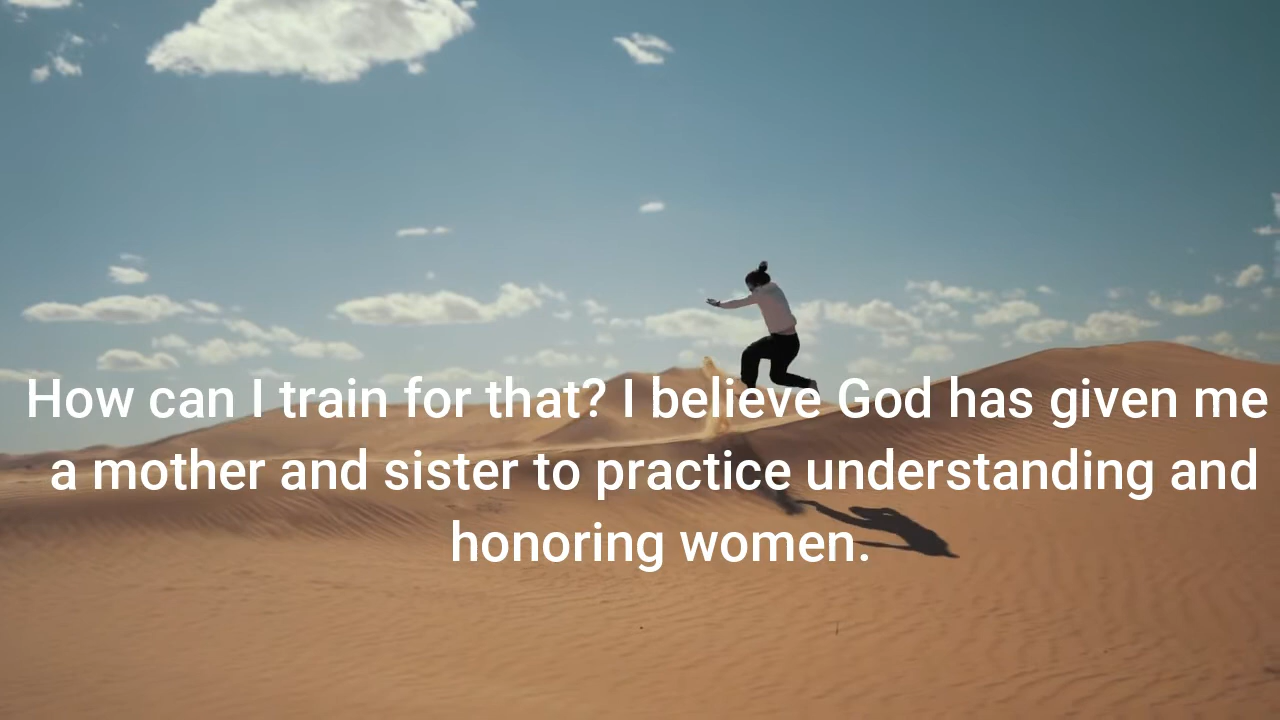 How can I train for that? I believe God has given me
a mother and sister to practice understanding and
honoring women.